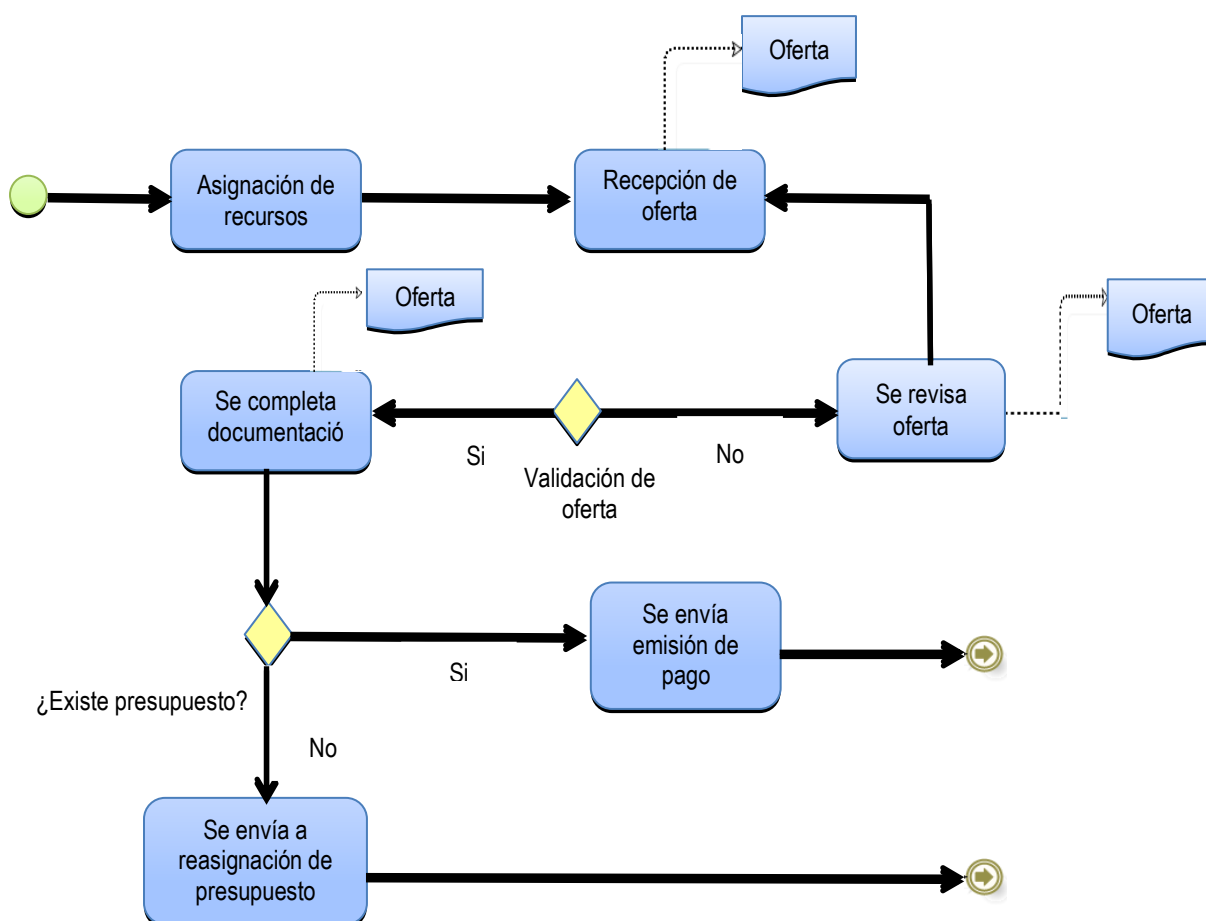 Oferta
Asignación de
recursos
Recepción de
oferta
Oferta
Oferta
Se completa
documentació
Se revisa
oferta
Si
No
Validación de
oferta
Se envía
emisión de
pago
Si
¿Existe presupuesto?
No
Se envía a
reasignación de
presupuesto